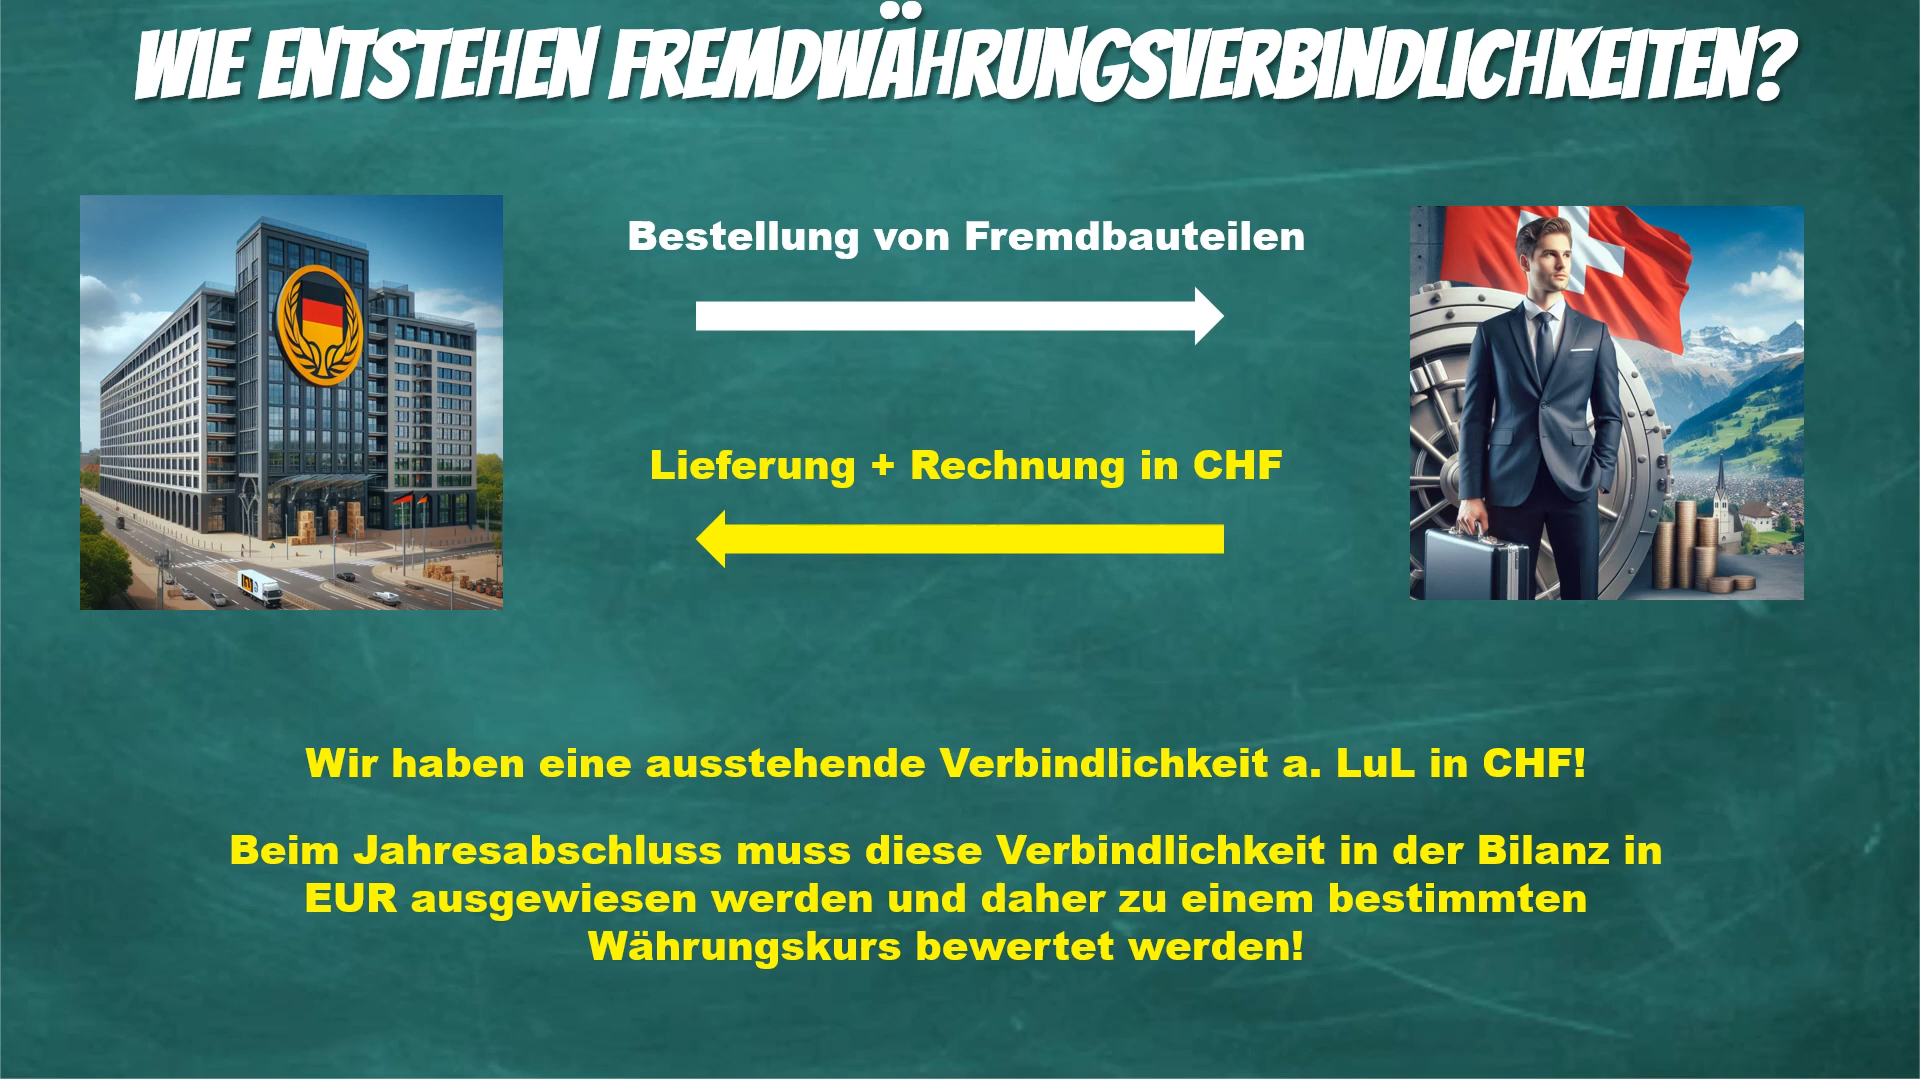 WIE ENTSTEHEN FREMDWÄHRUNGSVERBINDLICHKEITEN?
Bestellung von Fremdbauteilen
Lieferung + Rechnung in CHF
Wir haben eine ausstehende Verbindlichkeit a. LuL in CHF!
Beim Jahresabschluss muss diese Verbindlichkeit in der Bilanz in
EUR ausgewiesen werden und daher zu einem bestimmten
Währungskurs bewertet werden!